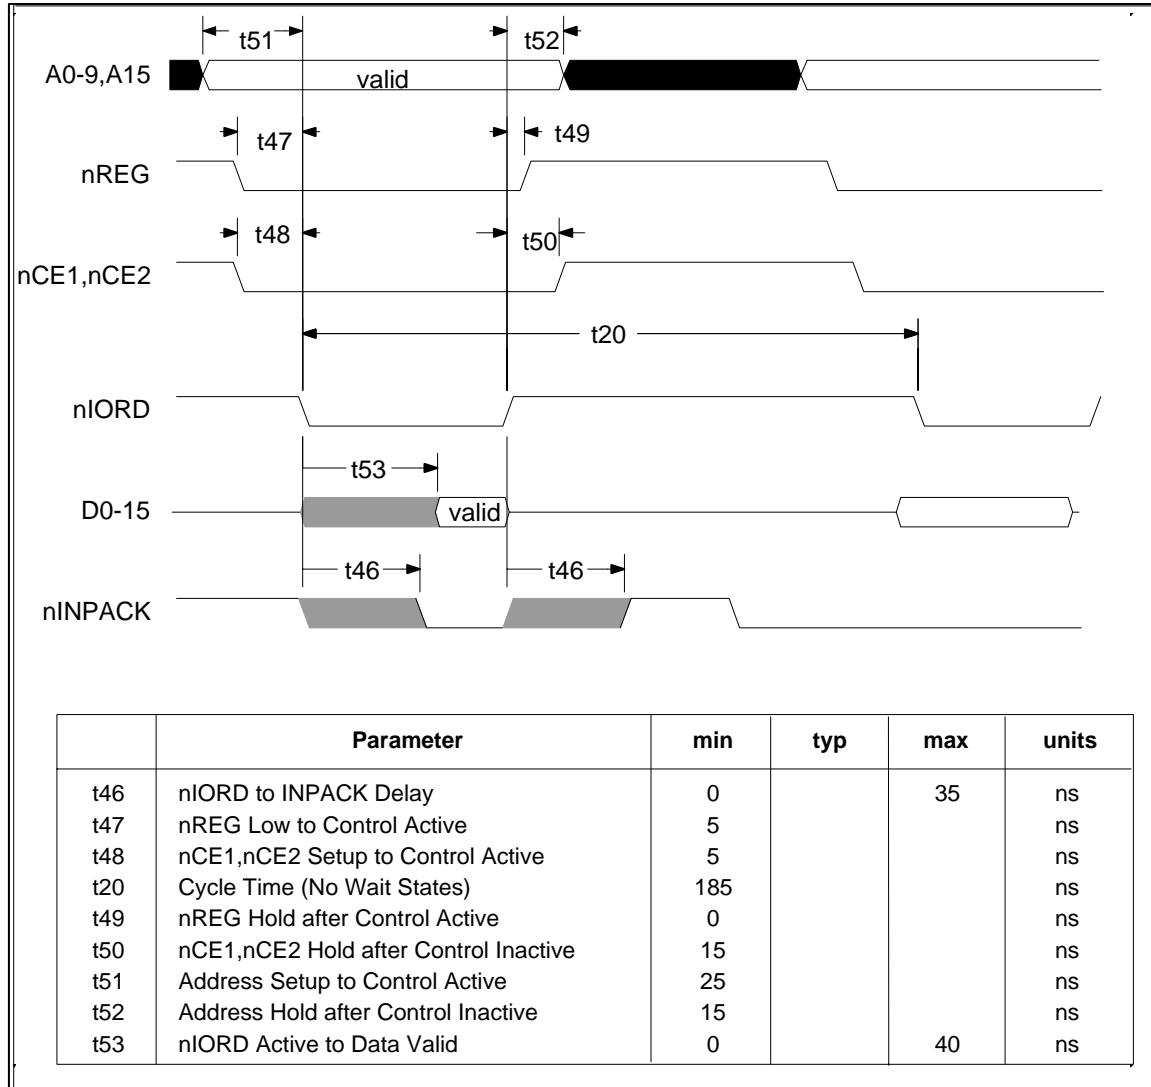 t51 t52
A0-9,A15 valid
t47 t49
nREG
t48 t50
nCE1,nCE2
t20
nIORD
t53
D0-15 valid
t46 t46
nINPACK
Parameter min typ max units
t46 nIORD to INPACK Delay 0 35 ns
t47 nREG Low to Control Active 5 ns
t48 nCE1,nCE2 Setup to Control Active 5 ns
t20 Cycle Time (No Wait States) 185 ns
t49 nREG Hold after Control Active 0 ns
t50 nCE1,nCE2 Hold after Control Inactive 15 ns
t51 Address Setup to Control Active 25 ns
t52 Address Hold after Control Inactive 15 ns
t53 nIORD Active to Data Valid 0 40 ns